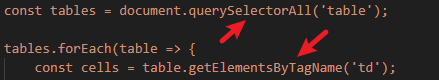 const tables = document.querySelectorAll('table');
tables.forEach(table => {
const cells = table.getElementsByTagName('td');